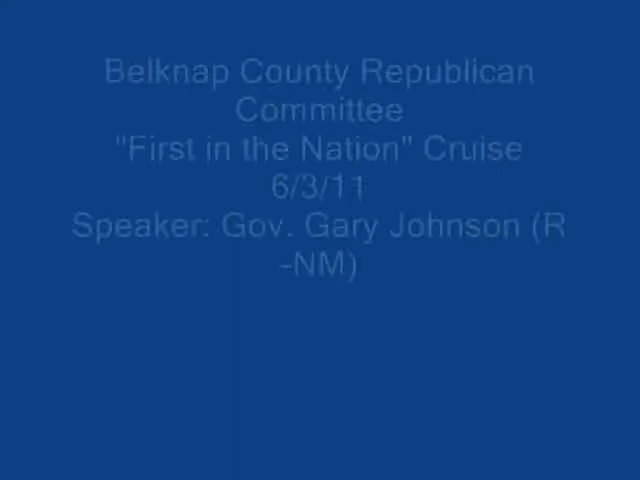 Belknap County Republican
Committee
"First in the Nation" Cruise
6/3/11
Speaker: Gov. Gary Johnson (R
-NM)